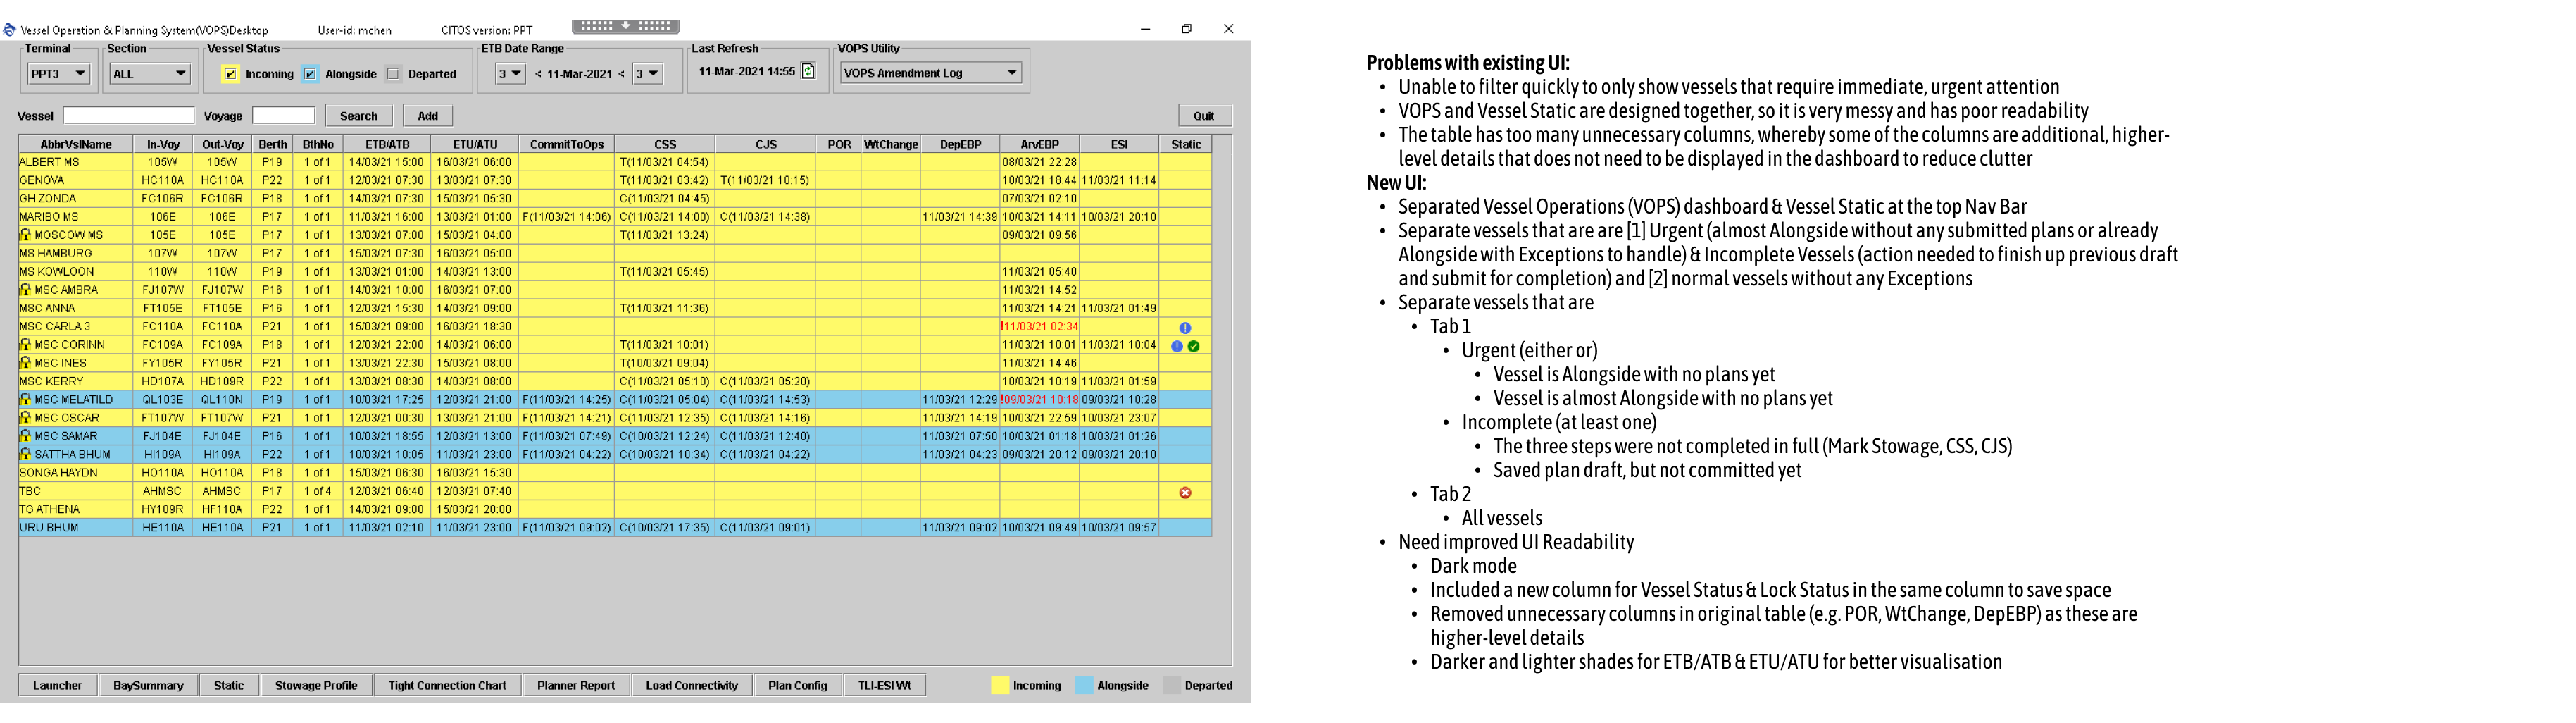 Vessel Operation & Planning System(VOPS)Desktop User-id: mchen CITOS version: PPT
Terminal Section Vessel Status ETB Date Range Last Refresh VOPS Utility
PPT3 ALL Incoming Alongside Departed 3 < 11-Mar-2021 < 3 11-Mar-2021 14:55 VOPS Amendment Log
Vessel Voyage Search Add Quit
AbbrVslName In-Voy Out-Voy Berth BthNo ETB/ATB ETU/ATU CommitToOps CSS CJS POR WtChange DepEBP ArvEBP ESI Static
ALBERT MS 105W 105W P19 1 of 1 14/03/21 15:00 16/03/21 06:00 T(11/03/21 04:54) 08/03/21 22:28
GENOVA HC110A HC110A P22 1 of 1 12/03/21 07:30 13/03/21 07:30 T(11/03/21 03:42) T(11/03/21 10:15) 10/03/21 18:44 11/03/21 11:14
GH ZONDA FC106R FC106R P18 1 of 1 14/03/21 07:30 15/03/21 05:30 C(11/03/21 04:45) 07/03/21 02:10
MARIBO MS 106E 106E P17 1 of 1 11/03/21 16:00 13/03/21 01:00 F(11/03/21 14:06) C(11/03/21 14:00) C(11/03/21 14:38) 11/03/21 14:39 10/03/21 14:11 10/03/21 20:10
MOSCOW MS 105E 105E P17 1 of 1 13/03/21 07:00 15/03/21 04:00 T(11/03/21 13:24) 09/03/21 09:56
MS HAMBURG 107W 107W P17 1 of 1 15/03/21 07:30 16/03/21 05:00
MS KOWLOON 110W 110W P19 1 of 1 13/03/21 01:00 14/03/21 13:00 T(11/03/21 05:45) 11/03/21 05:40
MSC AMBRA FJ107W FJ107W P16 1 of 1 14/03/21 10:00 16/03/21 07:00 11/03/21 14:52
MSC ANNA FT105E FT105E P16 1 of 1 12/03/21 15:30 14/03/21 09:00 T(11/03/21 11:36) 11/03/21 14:21 11/03/21 01:49
MSC CARLA 3 FC110A FC110A P21 1 of 1 15/03/21 09:00 16/03/21 18:30 !11/03/21 02:34
MSC CORINN FC109A FC109A P18 1 of 1 12/03/21 22:00 14/03/21 06:00 T(11/03/21 10:01) 11/03/21 10:01 11/03/21 10:04
MSC INES FY105R FY105R P21 1 of 1 13/03/21 22:30 15/03/21 08:00 T(10/03/21 09:04) 11/03/21 14:46
MSC KERRY HD107A HD109R P22 1 of 1 13/03/21 08:30 14/03/21 08:00 C(11/03/21 05:10) C(11/03/21 05:20) 10/03/21 10:19 11/03/21 01:59
MSC MELATILD QL103E QL110N P19 1 of 1 10/03/21 17:25 12/03/21 21:00 F(11/03/21 14:25) C(11/03/21 05:04) C(11/03/21 14:53) 11/03/21 12:29 !09/03/21 10:18 09/03/21 10:28
MSC OSCAR FT107W FT107W P21 1 of 1 12/03/21 00:30 13/03/21 21:00 F(11/03/21 14:21) C(11/03/21 12:35) C(11/03/21 14:16) 11/03/21 14:19 10/03/21 22:59 10/03/21 23:07
MSC SAMAR FJ104E FJ104E P16 1 of 1 10/03/21 18:55 12/03/21 13:00 F(11/03/21 07:49) C(10/03/21 12:24) C(11/03/21 12:40) 11/03/21 07:50 10/03/21 01:18 10/03/21 01:26
SATTHA BHUM HI109A HI109A P22 1 of 1 10/03/21 10:05 11/03/21 23:00 F(11/03/21 04:22) C(10/03/21 10:34) C(11/03/21 04:22) 11/03/21 04:23 09/03/21 20:12 09/03/21 20:10
SONGA HAYDN HO110A HO110A P18 1 of 1 15/03/21 06:30 16/03/21 15:30
TBC AHMSC AHMSC P17 1 of 4 12/03/21 06:40 12/03/21 07:40
TG ATHENA HY109R HF110A P22 1 of 1 14/03/21 09:00 15/03/21 20:00
URU BHUM HE110A HE110A P21 1 of 1 11/03/21 02:10 11/03/21 23:00 F(11/03/21 09:02) C(10/03/21 17:35) C(11/03/21 09:01) 11/03/21 09:02 10/03/21 09:49 10/03/21 09:57
Launcher BaySummary Static Stowage Profile Tight Connection Chart Planner Report Load Connectivity Plan Config TLI-ESI Wt Incoming Alongside Departed
Problems with existing UI:
• Unable to filter quickly to only show vessels that require immediate, urgent attention
• VOPS and Vessel Static are designed together, so it is very messy and has poor readability
• The table has too many unnecessary columns, whereby some of the columns are additional, higher-
level details that does not need to be displayed in the dashboard to reduce clutter
New UI:
• Separated Vessel Operations (VOPS) dashboard & Vessel Static at the top Nav Bar
• Separate vessels that are are [1] Urgent (almost Alongside without any submitted plans or already
Alongside with Exceptions to handle) & Incomplete Vessels (action needed to finish up previous draft
and submit for completion) and [2] normal vessels without any Exceptions
• Separate vessels that are
• Tab 1
• Urgent (either or)
• Vessel is Alongside with no plans yet
• Vessel is almost Alongside with no plans yet
• Incomplete (at least one)
• The three steps were not completed in full (Mark Stowage, CSS, CJS)
• Saved plan draft, but not committed yet
• Tab 2
• All vessels
• Need improved UI Readability
• Dark mode
• Included a new column for Vessel Status & Lock Status in the same column to save space
• Removed unnecessary columns in original table (e.g. POR, WtChange, DepEBP) as these are
higher-level details
• Darker and lighter shades for ETB/ATB & ETU/ATU for better visualisation